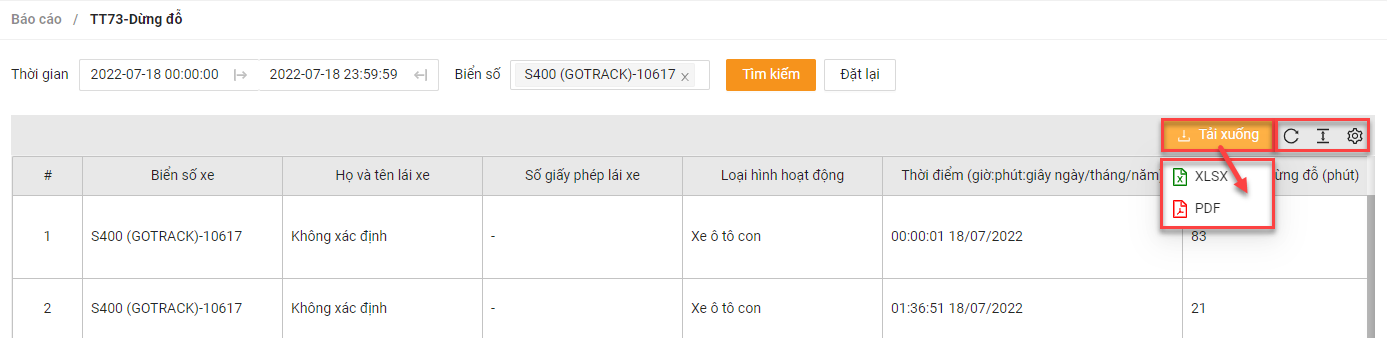 Báo cáo / TT73-Dừng đỗ
Thời gian 2022-07-18 00:00:00 2022-07-18 23:59:59 Biển số S400 (GOTRACK)-10617 x Tìm kiếm Đặt lại
Tải xuống
# Biển số xe Họ và tên lái xe Số giấy phép lái xe Loại hình hoạt động Thời điểm (giờ:phút:giây ngày/tháng/năm) ừng đỗ (phút)
XLSX
PDF
1 S400 (GOTRACK)-10617 Không xác định - Xe ô tô con 00:00:01 18/07/2022 83
2 S400 (GOTRACK)-10617 Không xác định - Xe ô tô con 01:36:51 18/07/2022 21